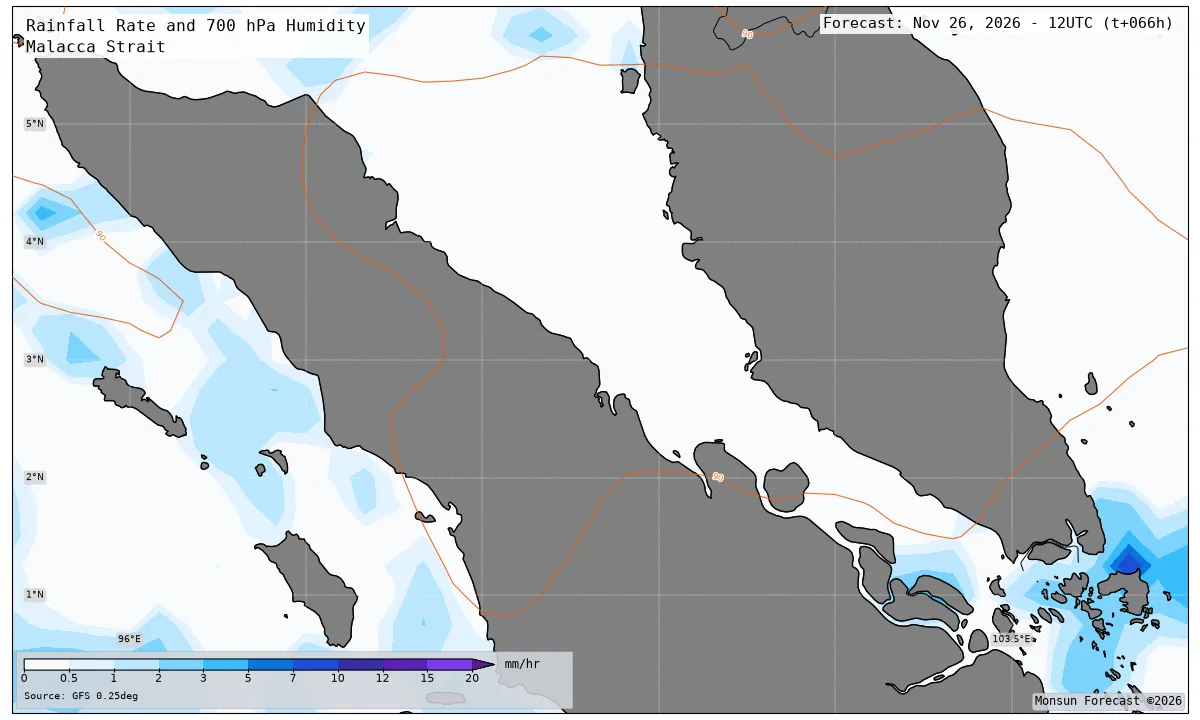 Rainfall Rate and 700 hPa Humidity
Malacca Strait
Forecast: Nov 26, 2026 - 12UTC (t+066h)
90
5°N
4°N
90
3°N
2°N
90
1°N
96°E
103.5°E
mm/hr
0 0.5 1 2 3 5 7 10 12 15 20
Source: GFS 0.25deg
Monsun Forecast ©2026